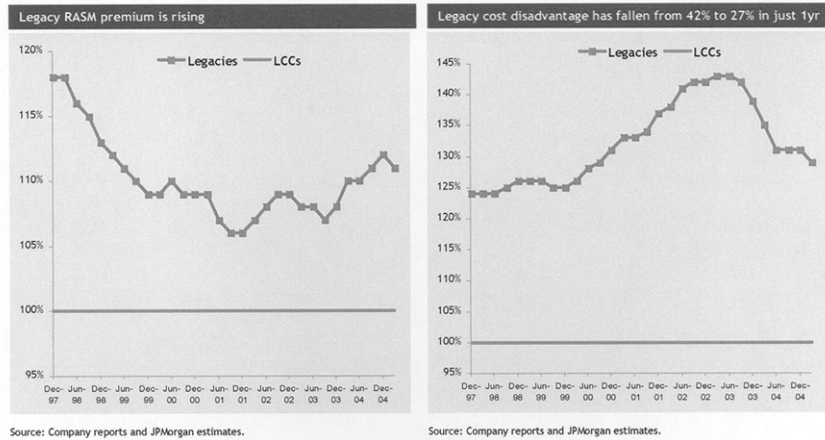 Legacy RASM premium is rising
120%
115%
110%
105%
100%
95%
Legacies LCCs
Dec- Jun- Dec- Jun- Dec- Jun- Dec- Jun- Dec- Jun- Dec- Jun- Dec- Jun- Dec-
97 98 98 99 99 00 00 01 01 02 02 03 03 04 04
Source: Company reports and JPMorgan estimates.
Legacy cost disadvantage has fallen from 42% to 27% in just 1yr
145%
140%
135%
130%
125%
120%
115%
110%
105%
100%
95%
Legacies LCCs
Dec- Jun- Dec- Jun- Dec- Jun- Dec- Jun- Dec- Jun- Dec- Jun- Dec- Jun- Dec-
97 98 98 99 99 00 00 01 01 02 02 03 03 04 04
Source: Company reports and JPMorgan estimates.